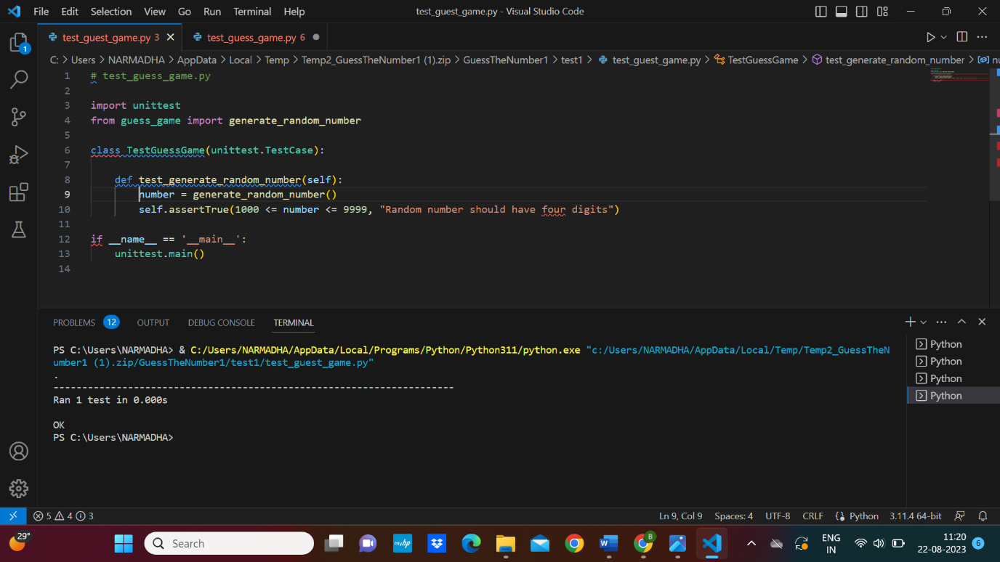 File Edit Selection View Go Run Terminal Help
test_guest_game.py - Visual Studio Code
test_guest_game.py 3
test_guess_game.py 6
C: > Users > NARMADHA > AppData > Local > Temp > Temp2_GuessTheNumber1 (1).zip > GuessTheNumber1 > test1 > test_guest_game.py > TestGuessGame > test_generate_random_number >
1
1 # test_guess_game.py
2
3 import unittest
4 from guess_game import generate_random_number
5
6 class TestGuessGame(unittest.TestCase):
7
8 def test_generate_random_number(self):
9 number = generate_random_number()
10 self.assertTrue(1000 <= number <= 9999, "Random number should have four digits")
11
12 if __name__ == '__main__':
13 unittest.main()
14
PROBLEMS 12 OUTPUT DEBUG CONSOLE TERMINAL
PS C:\Users\NARMADHA> & C:/Users/NARMADHA/AppData/Local/Programs/Python/Python311/python.exe "c:/Users/NARMADHA/AppData/Local/Temp/Temp2_GuessTheN
umber1 (1).zip/GuessTheNumber1/test1/test_guest_game.py"
.
----------------------------------------------------------------------
Ran 1 test in 0.000s
OK
PS C:\Users\NARMADHA>
Python
Python
Python
Python
5 4 3
Ln 9, Col 9 Spaces: 4 UTF-8 CRLF Python 3.11.4 64-bit
29°
Search
myhp
B
ENG
IN
11:20
22-08-2023
6